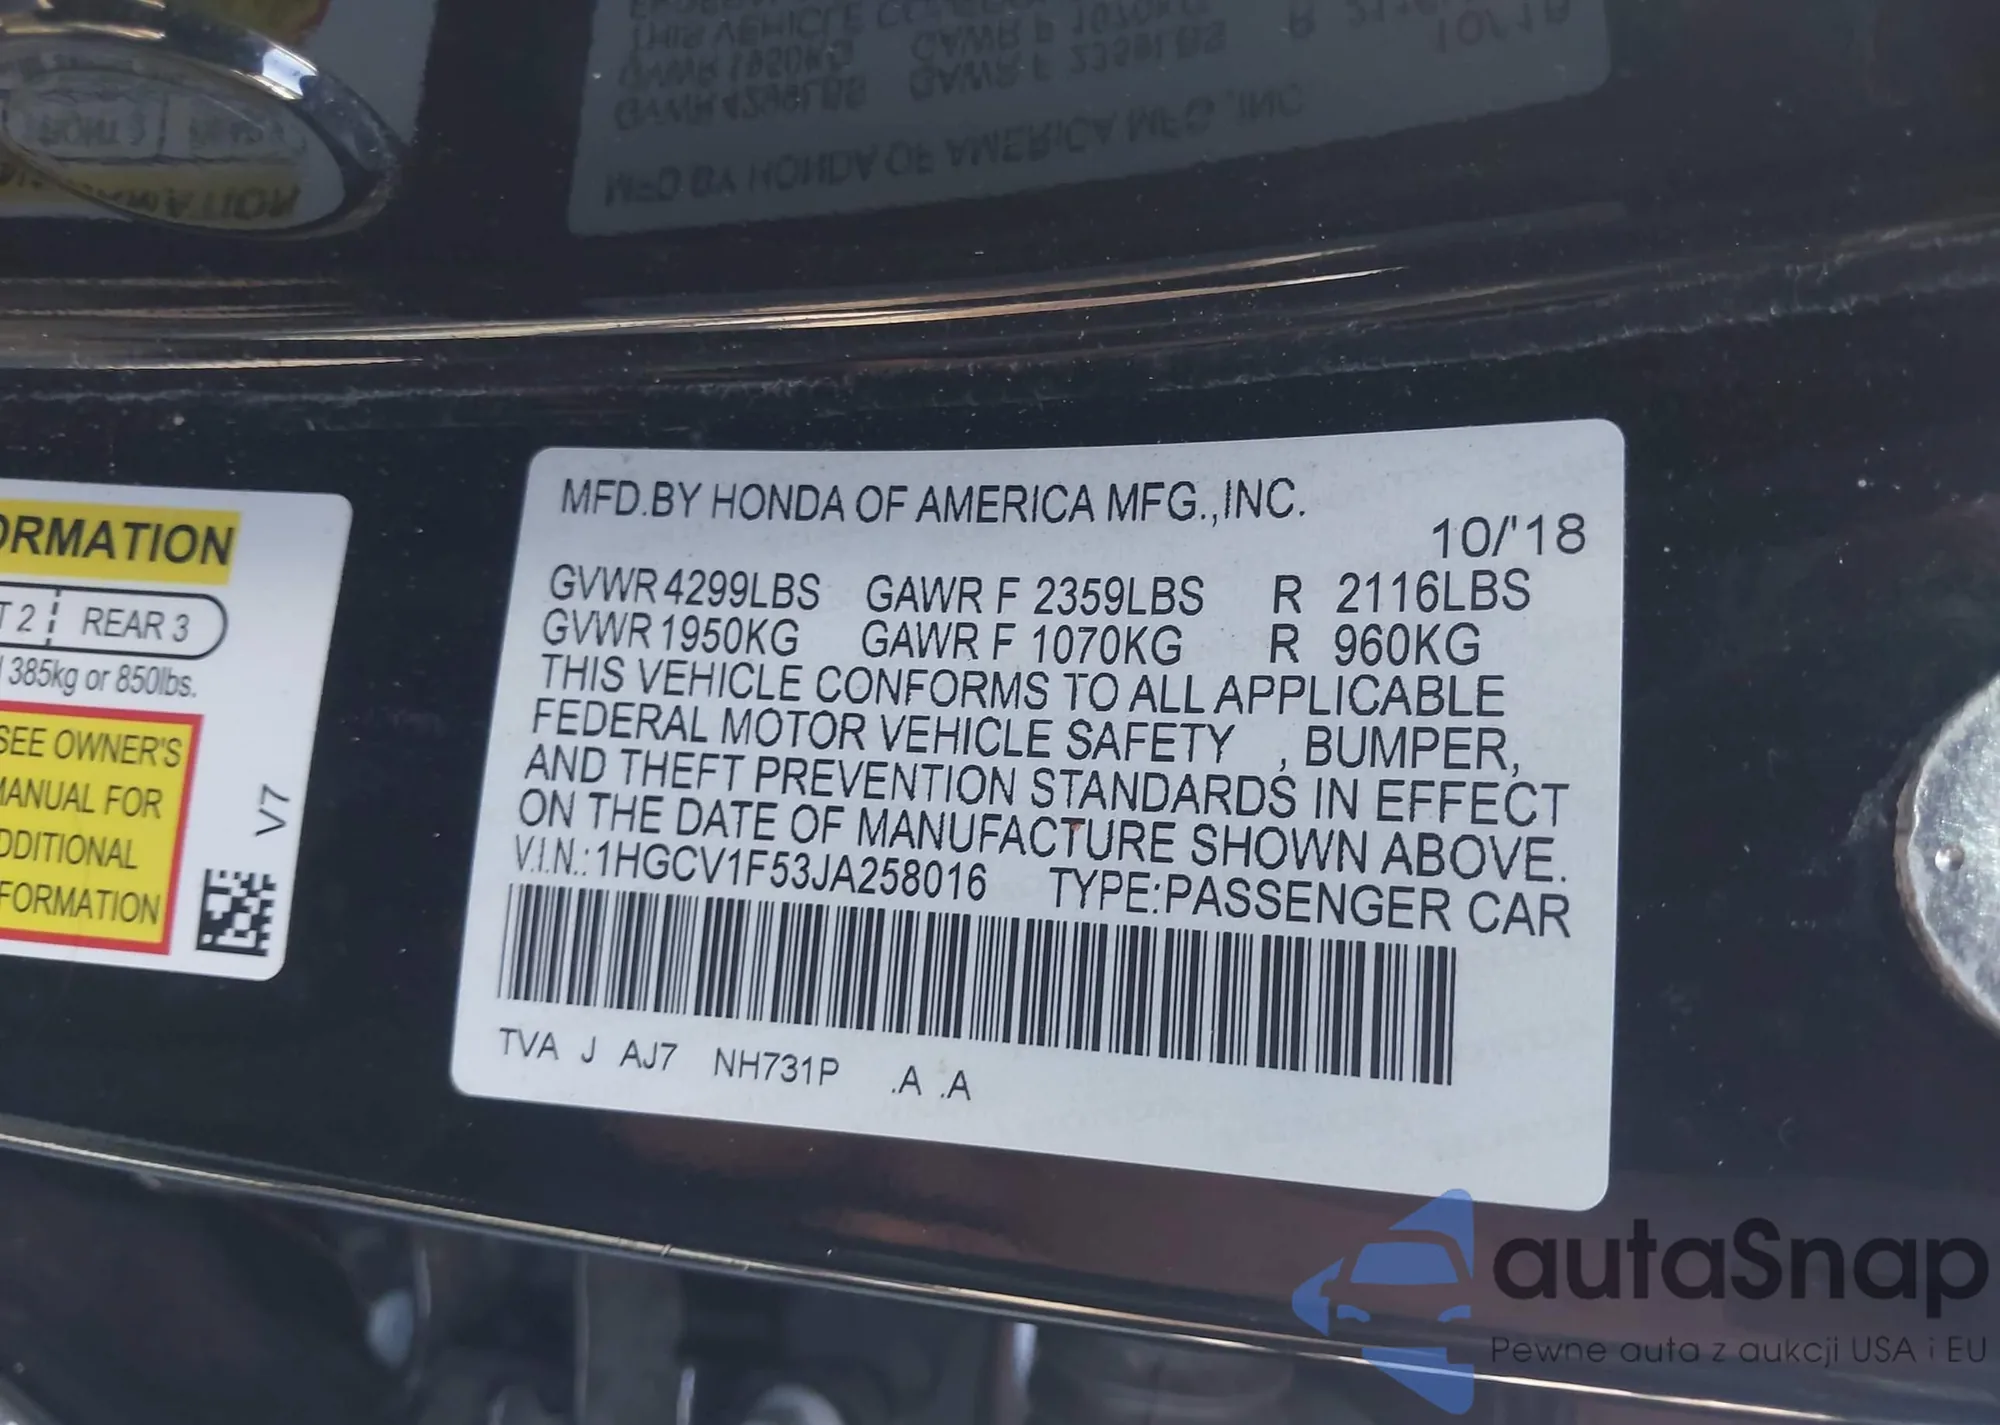 MFD.BY HONDA OF AMERICA MFG.,INC.
10/'18
GVWR 4299LBS GAWR F 2359LBS R 2116LBS
GVWR 1950KG GAWR F 1070KG R 960KG
THIS VEHICLE CONFORMS TO ALL APPLICABLE
FEDERAL MOTOR VEHICLE SAFETY , BUMPER,
AND THEFT PREVENTION STANDARDS IN EFFECT
ON THE DATE OF MANUFACTURE SHOWN ABOVE.
V.I.N.: 1HGCV1F53JA258016 TYPE:PASSENGER CAR
TVA J AJ7 NH731P .A .A
ORMATION
T 2 REAR 3
385kg or 850lbs.
SEE OWNER'S
MANUAL FOR
ADDITIONAL
FORMATION
V7
autaSnap
Pewne auta z aukcji USA i EU